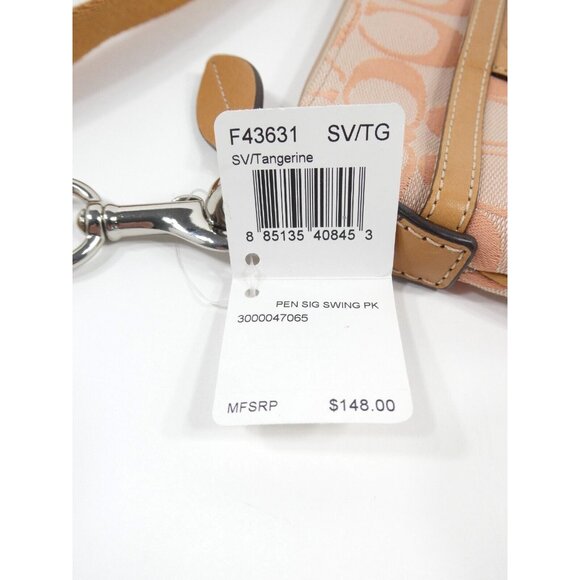 F43631 SV/TG
SV/Tangerine
8 85135 40845 3
PEN SIG SWING PK
3000047065
MFSRP $148.00